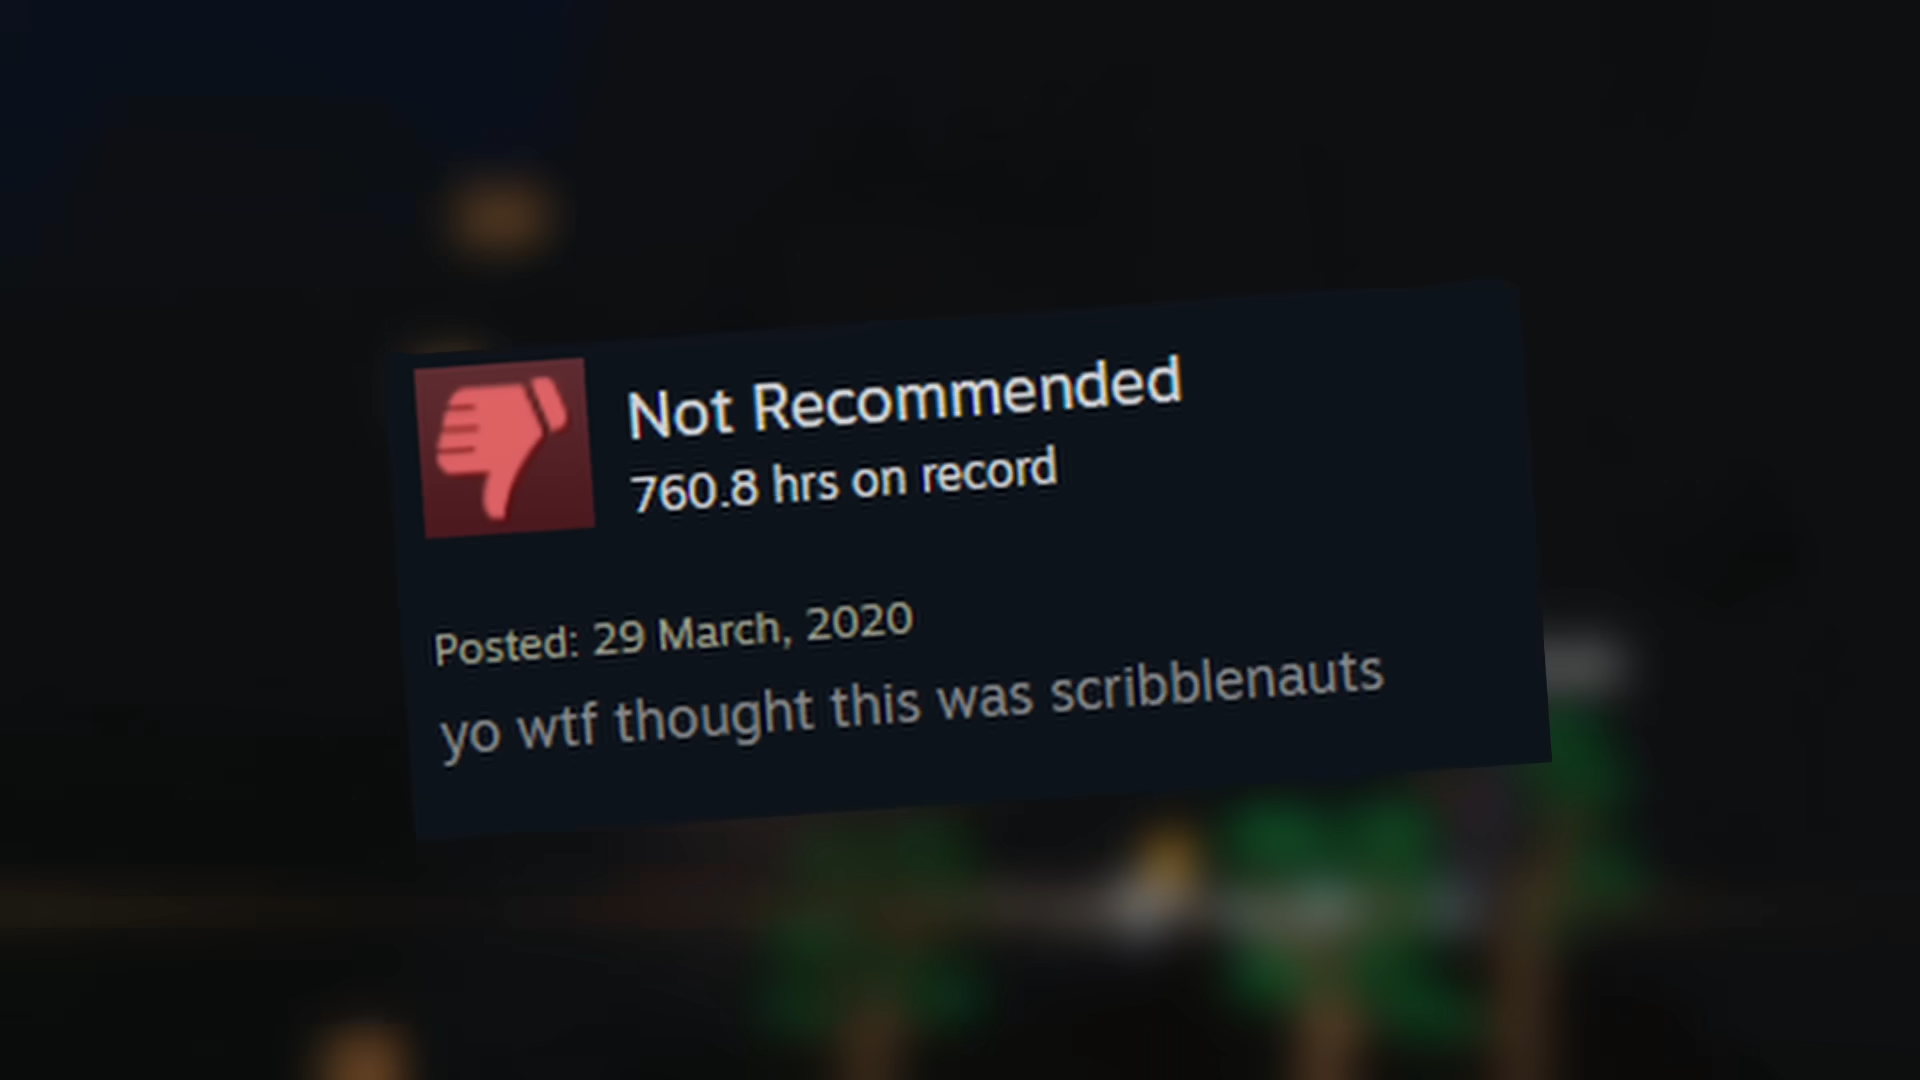 Not Recommended
760.8 hrs on record
Posted: 29 March, 2020
yo wtf thought this was scribblenauts